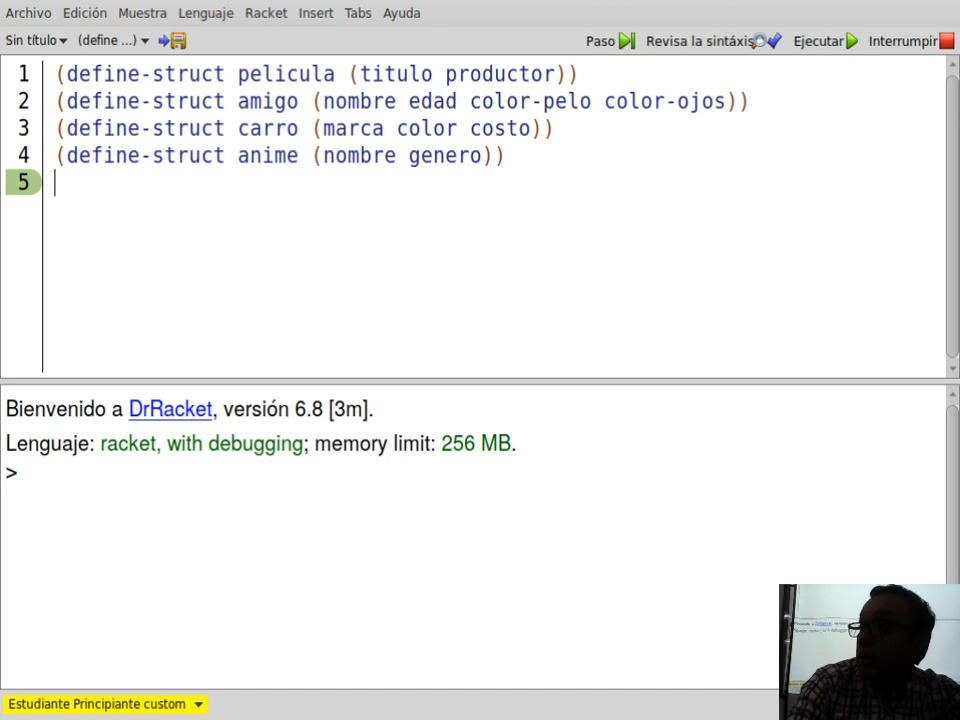 Archivo Edición Muestra Lenguaje Racket Insert Tabs Ayuda
Sin título (define ...) Paso Revisa la sintáxis Ejecutar Interrumpir
1 (define-struct pelicula (titulo productor))
2 (define-struct amigo (nombre edad color-pelo color-ojos))
3 (define-struct carro (marca color costo))
4 (define-struct anime (nombre genero))
5
Bienvenido a DrRacket, versión 6.8 [3m].
Lenguaje: racket, with debugging; memory limit: 256 MB.
>
Estudiante Principiante custom